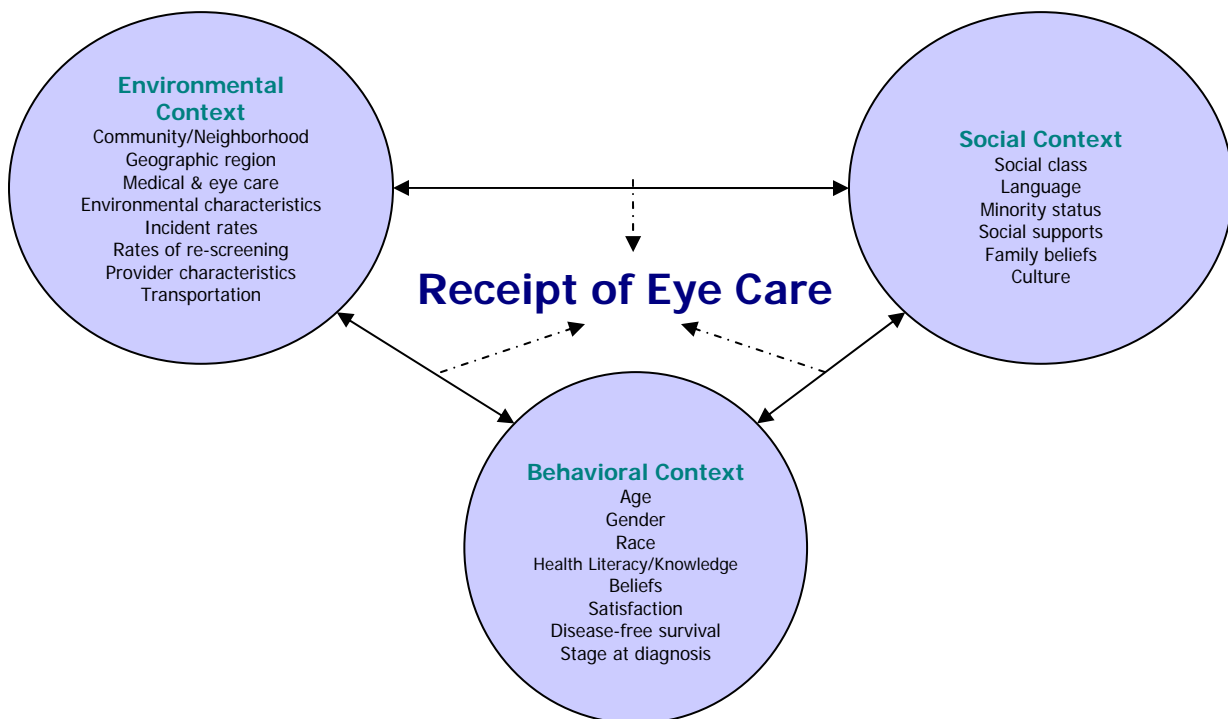 Environmental
Context
Community/Neighborhood
Geographic region
Medical & eye care
Environmental characteristics
Incident rates
Rates of re-screening
Provider characteristics
Transportation
Social Context
Social class
Language
Minority status
Social supports
Family beliefs
Culture
Receipt of Eye Care
Behavioral Context
Age
Gender
Race
Health Literacy/Knowledge
Beliefs
Satisfaction
Disease-free survival
Stage at diagnosis